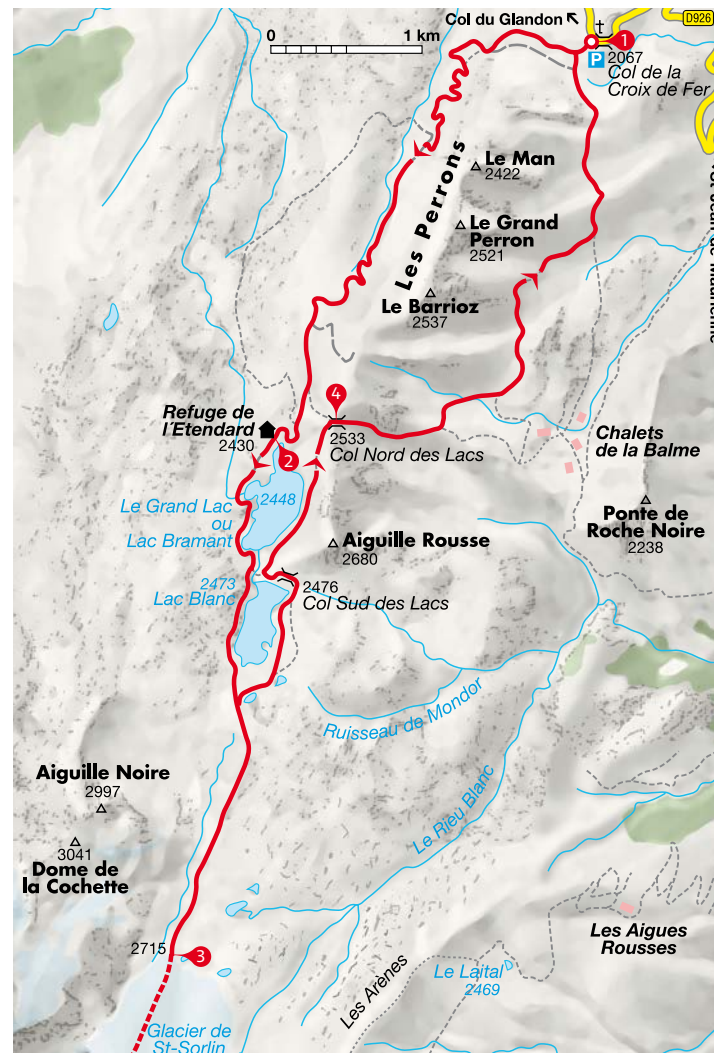 Col du Glandon
D926
0
1 km
1
P
2067
Col de la
Croix de Fer
Les Perrons
Le Man
2422
Le Grand
Perron
2521
Le Barrioz
2537
4
Refuge de
l´Etendard
2430
2533
Col Nord des Lacs
2
Chalets
de la Balme
2448
Le Grand Lac
ou
Lac Bramant
Ponte de
Roche Noire
2238
Aiguille Rousse
2680
2473
Lac Blanc
2476
Col Sud des Lacs
Ruisseau de Mondor
Le Rieu Blanc
Aiguille Noire
2997
3041
Dome de
la Cochette
Les Aigues
Rousses
2715
3
Les Arènes
Le Laital
2469
Glacier de
St-Sorlin